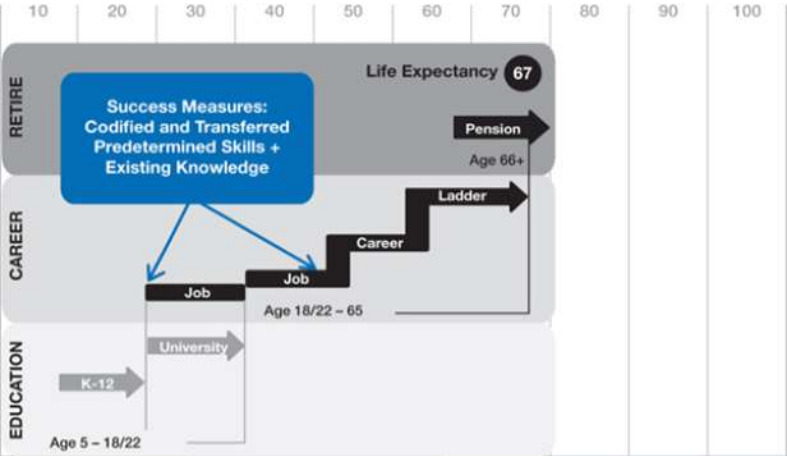 10 20 30 40 50 60 70 80 90 100
RETIRE
Life Expectancy 67
Success Measures:
Codified and Transferred
Predetermined Skills +
Existing Knowledge
Pension
Age 66+
CAREER
Ladder
Career
Job
Job
Age 18/22 – 65
EDUCATION
University
K-12
Age 5 – 18/22